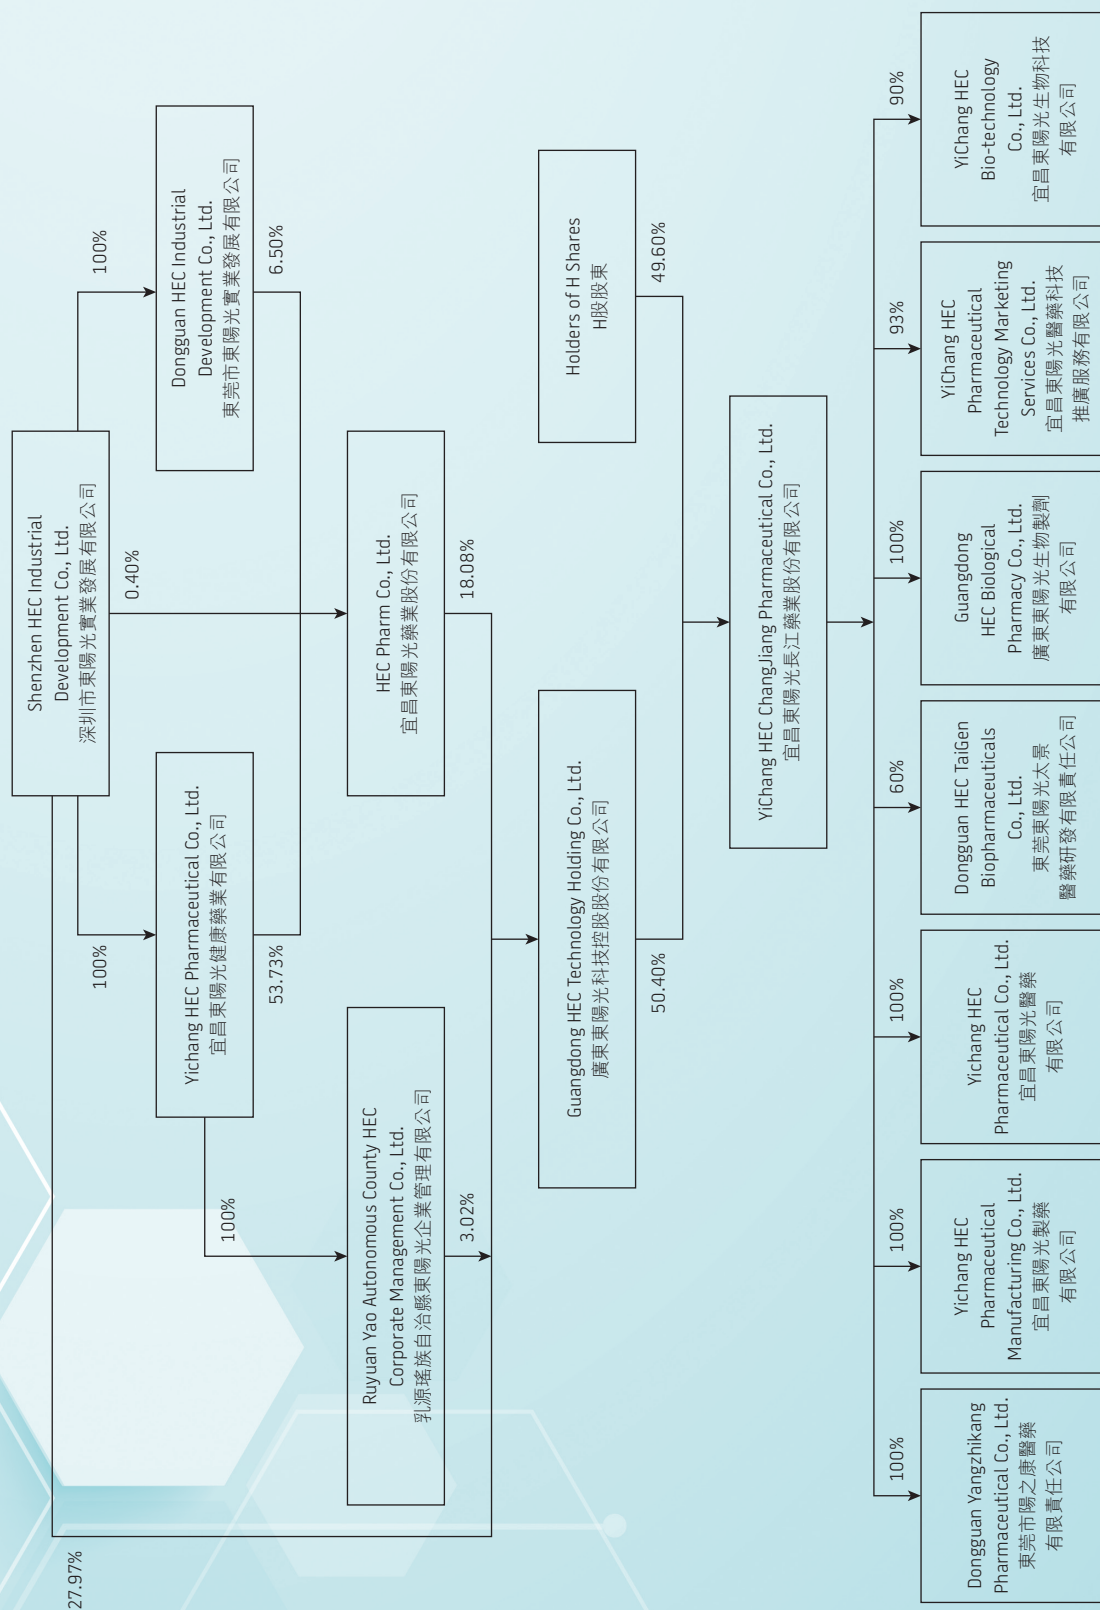 Shenzhen HEC Industrial
Development Co., Ltd.
深圳市東陽光實業發展有限公司
27.97%
100%
0.40%
100%
Yichang HEC Pharmaceutical Co., Ltd.
宜昌東陽光健康藥業有限公司
Dongguan HEC Industrial
Development Co., Ltd.
東莞市東陽光實業發展有限公司
100%
53.73%
6.50%
Ruyuan Yao Autonomous County HEC
Corporate Management Co., Ltd.
乳源瑤族自治縣東陽光企業管理有限公司
HEC Pharm Co., Ltd.
宜昌東陽光藥業股份有限公司
3.02%
18.08%
Guangdong HEC Technology Holding Co., Ltd.
廣東東陽光科技控股股份有限公司
Holders of H Shares
H股股東
50.40%
49.60%
YiChang HEC ChangJiang Pharmaceutical Co., Ltd.
宜昌東陽光長江藥業股份有限公司
100%
100%
100%
60%
100%
93%
90%
Dongguan Yangzhikang
Pharmaceutical Co., Ltd.
東莞市陽之康醫藥
有限責任公司
Yichang HEC
Pharmaceutical
Manufacturing Co., Ltd.
宜昌東陽光製藥
有限公司
Yichang HEC
Pharmaceutical Co., Ltd.
宜昌東陽光醫藥
有限公司
Dongguan HEC TaiGen
Biopharmaceuticals
Co., Ltd.
東莞東陽光太景
醫藥研發有限責任公司
Guangdong
HEC Biological
Pharmacy Co., Ltd.
廣東東陽光生物製劑
有限公司
YiChang HEC
Pharmaceutical
Technology Marketing
Services Co., Ltd.
宜昌東陽光醫藥科技
推廣服務有限公司
YiChang HEC
Bio-technology
Co., Ltd.
宜昌東陽光生物科技
有限公司